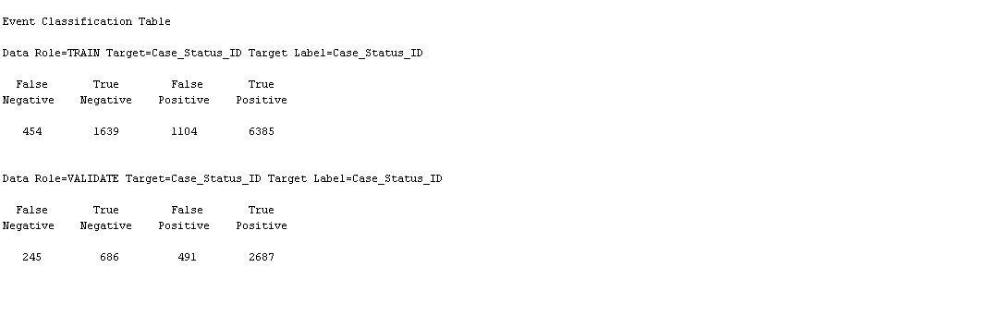 Event Classification Table
Data Role=TRAIN Target=Case_Status_ID Target Label=Case_Status_ID
False True False True
Negative Negative Positive Positive
454 1639 1104 6385
Data Role=VALIDATE Target=Case_Status_ID Target Label=Case_Status_ID
False True False True
Negative Negative Positive Positive
245 686 491 2687